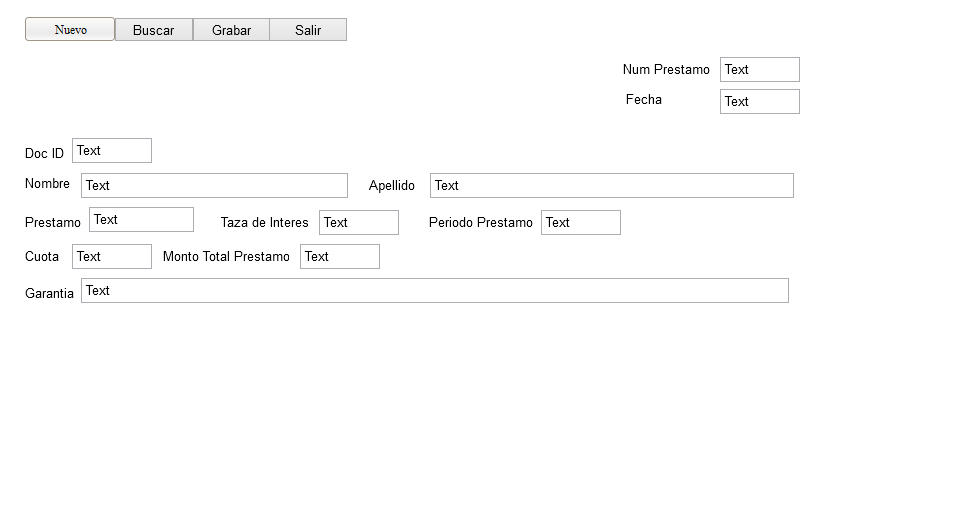 Nuevo Buscar Grabar Salir
Num Prestamo Text
Fecha Text
Doc ID Text
Nombre Text Apellido Text
Prestamo Text Taza de Interes Text Periodo Prestamo Text
Cuota Text Monto Total Prestamo Text
Garantia Text